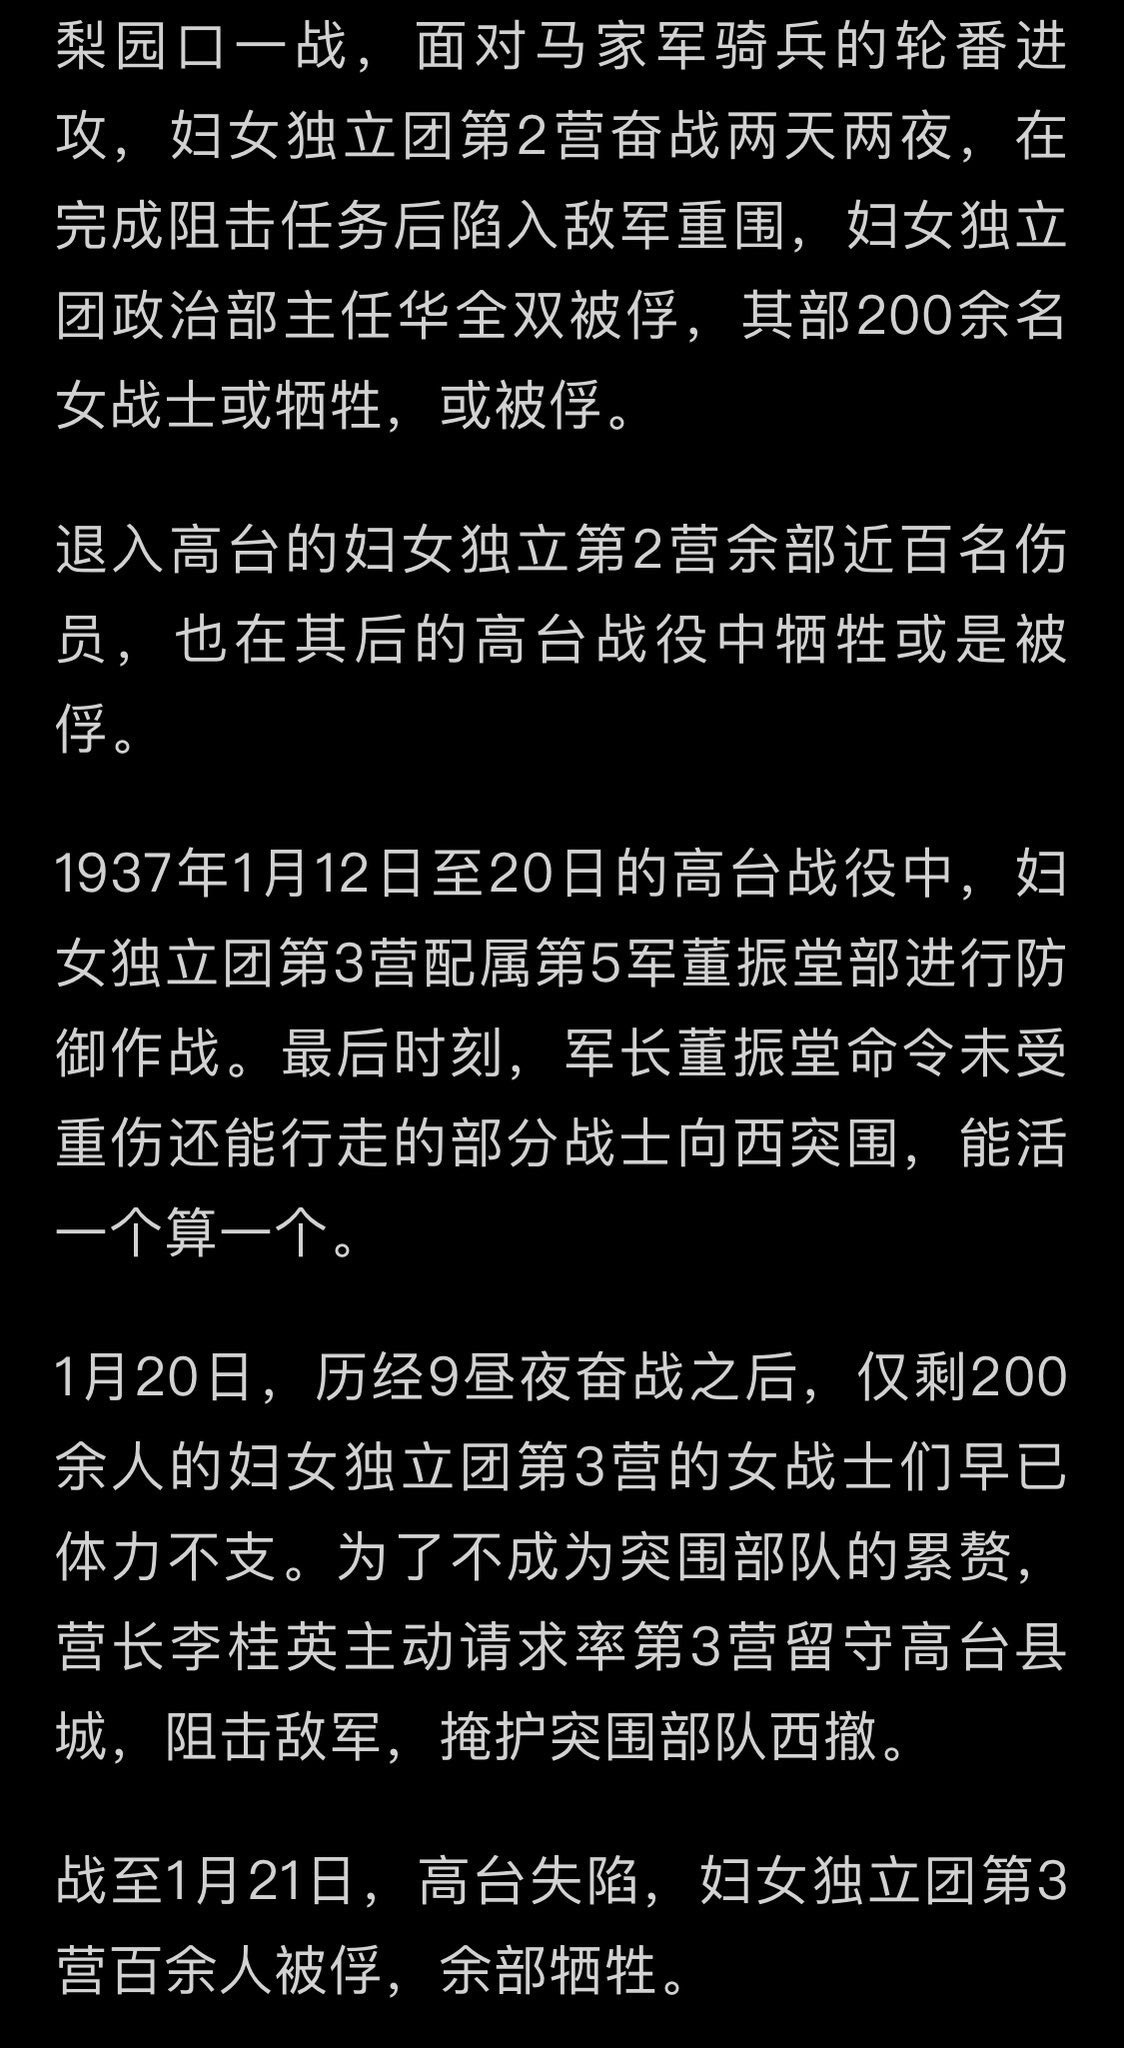 梨园口一战，面对马家军骑兵的轮番进
攻，妇女独立团第2营奋战两天两夜，在
完成阻击任务后陷入敌军重围，妇女独立
团政治部主任华全双被俘，其部200余名
女战士或牺牲，或被俘。
退入高台的妇女独立第2营余部近百名伤
员，也在其后的高台战役中牺牲或是被
俘。
1937年1月12日至20日的高台战役中，妇
女独立团第3营配属第5军董振堂部进行防
御作战。最后时刻，军长董振堂命令未受
重伤还能行走的部分战士向西突围，能活
一个算一个。
1月20日，历经9昼夜奋战之后，仅剩200
余人的妇女独立团第3营的女战士们早已
体力不支。为了不成为突围部队的累赘，
营长李桂英主动请求率第3营留守高台县
城，阻击敌军，掩护突围部队西撤。
战至1月21日，高台失陷，妇女独立团第3
营百余人被俘，余部牺牲。